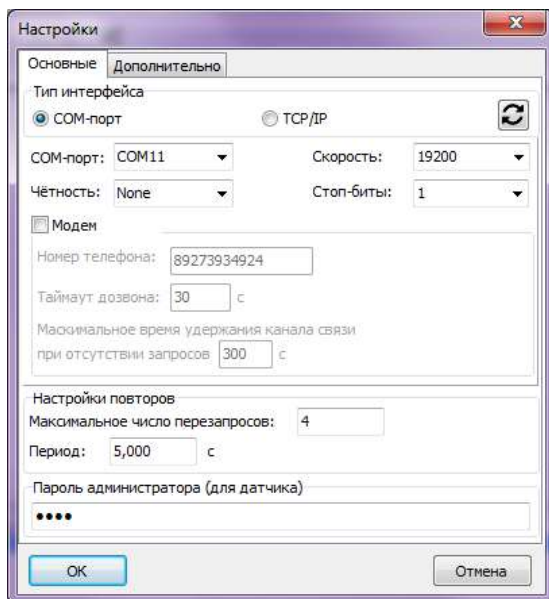 Настройки
Основные Дополнительно
Тип интерфейса
COM-порт TCP/IP
COM-порт: COM11 Скорость: 19200
Чётность: None Стоп-биты: 1
Модем
Номер телефона: 89273934924
Таймаут дозвона: 30 с
Маскимальное время удержания канала связи
при отсутствии запросов 300 с
Настройки повторов
Максимальное число перезапросов: 4
Период: 5,000 с
Пароль администратора (для датчика)
••••
OK Отмена